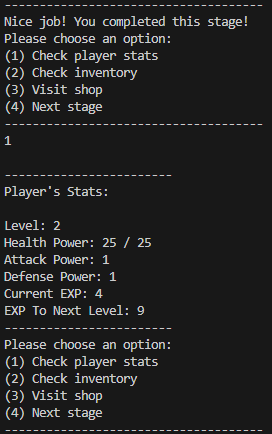 -------------------------------------
Nice job! You completed this stage!
Please choose an option:
(1) Check player stats
(2) Check inventory
(3) Visit shop
(4) Next stage
-------------------------------------
1

------------------------
Player's Stats:

Level: 2
Health Power: 25 / 25
Attack Power: 1
Defense Power: 1
Current EXP: 4
EXP To Next Level: 9
------------------------
Please choose an option:
(1) Check player stats
(2) Check inventory
(3) Visit shop
(4) Next stage
-------------------------------------